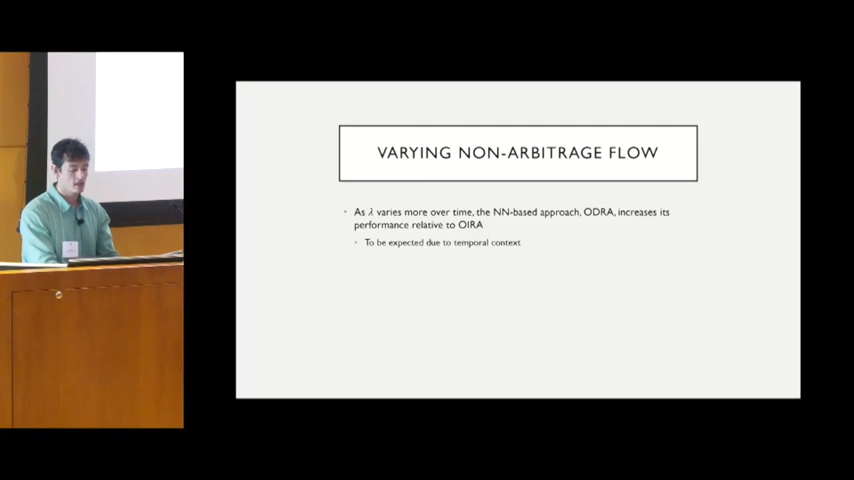 VARYING NON-ARBITRAGE FLOW
As λ varies more over time, the NN-based approach, ODRA, increases its
performance relative to OIRA
To be expected due to temporal context